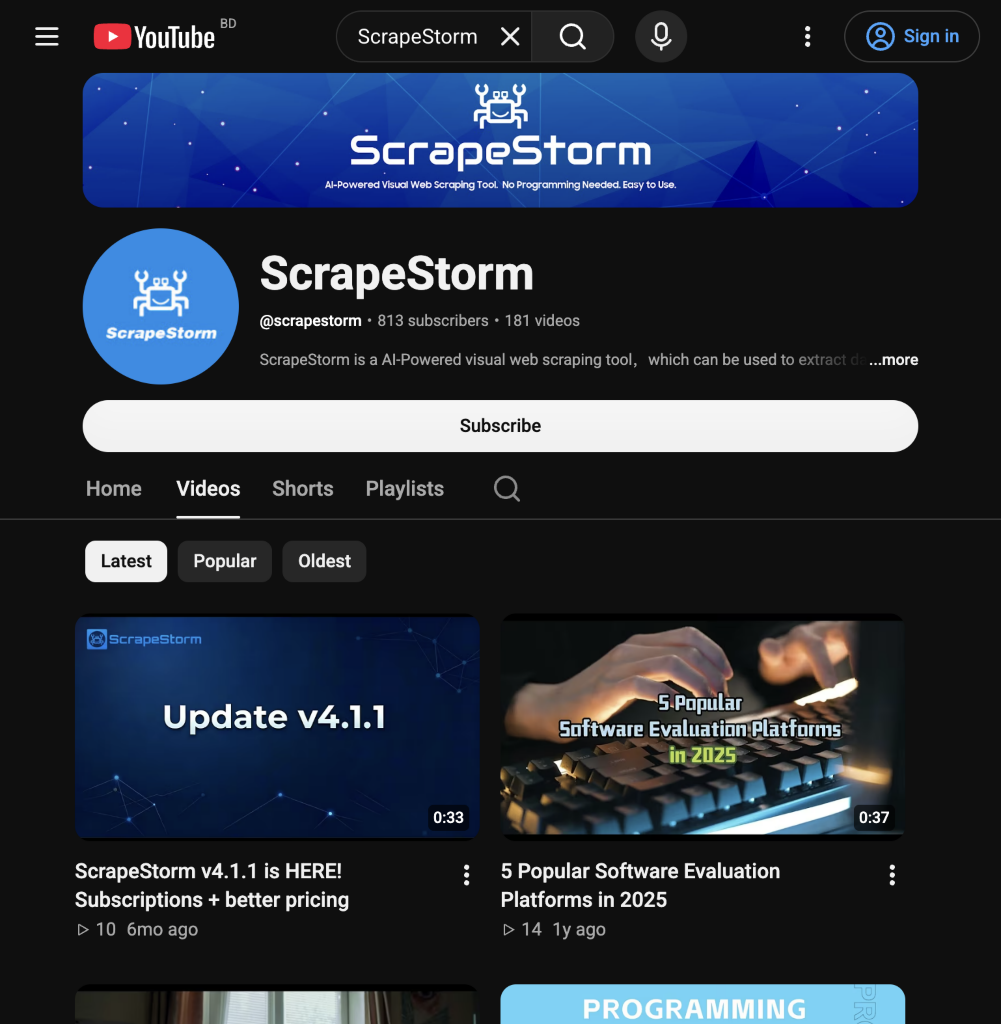 YouTube BD
ScrapeStorm
Sign in
ScrapeStorm
AI-Powered Visual Web Scraping Tool. No Programming Needed. Easy to Use.
ScrapeStorm
ScrapeStorm
@scrapestorm • 813 subscribers • 181 videos
ScrapeStorm is a AI-Powered visual web scraping tool，which can be used to extract ...more
Subscribe
Home Videos Shorts Playlists
Latest Popular Oldest
ScrapeStorm
Update v4.1.1
0:33
5 Popular
Software Evaluation Platforms
in 2025
0:37
ScrapeStorm v4.1.1 is HERE!
Subscriptions + better pricing
10 6mo ago
5 Popular Software Evaluation
Platforms in 2025
14 1y ago
PROGRAMMING